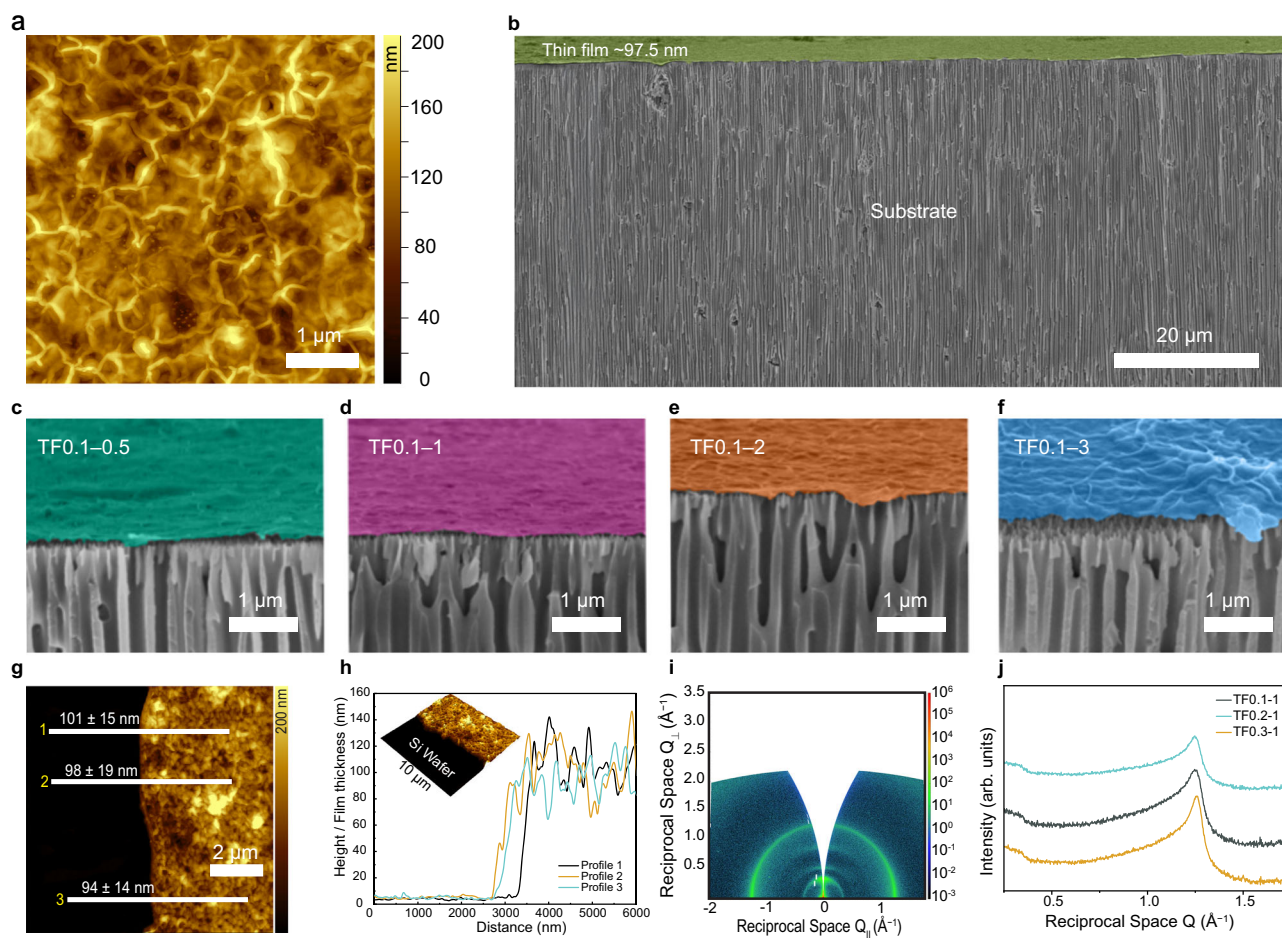 a
200
nm
160
120
80
40
0
1 μm
b
Thin film ~97.5 nm
Substrate
20 μm
c
TF0.1–0.5
1 μm
d
TF0.1–1
1 μm
e
TF0.1–2
1 μm
f
TF0.1–3
1 μm
g
1
101 ± 15 nm
2
98 ± 19 nm
2 μm
3
94 ± 14 nm
200 nm
h
Height / Film thickness (nm)
160
140
120
100
80
60
40
20
0
Si Wafer
10 μm
Profile 1
Profile 2
Profile 3
0 1000 2000 3000 4000 5000 6000
Distance (nm)
i
Reciprocal Space Q⊥ (Å⁻¹)
3.5
3.0
2.5
2.0
1.5
1.0
0.5
-2 -1 0 1
Reciprocal Space Q|| (Å⁻¹)
10⁶
10⁵
10⁴
10³
10²
10¹
10⁰
10⁻¹
10⁻²
10⁻³
j
Intensity (arb. units)
TF0.1-1
TF0.2-1
TF0.3-1
0.5 1.0 1.5
Reciprocal Space Q (Å⁻¹)